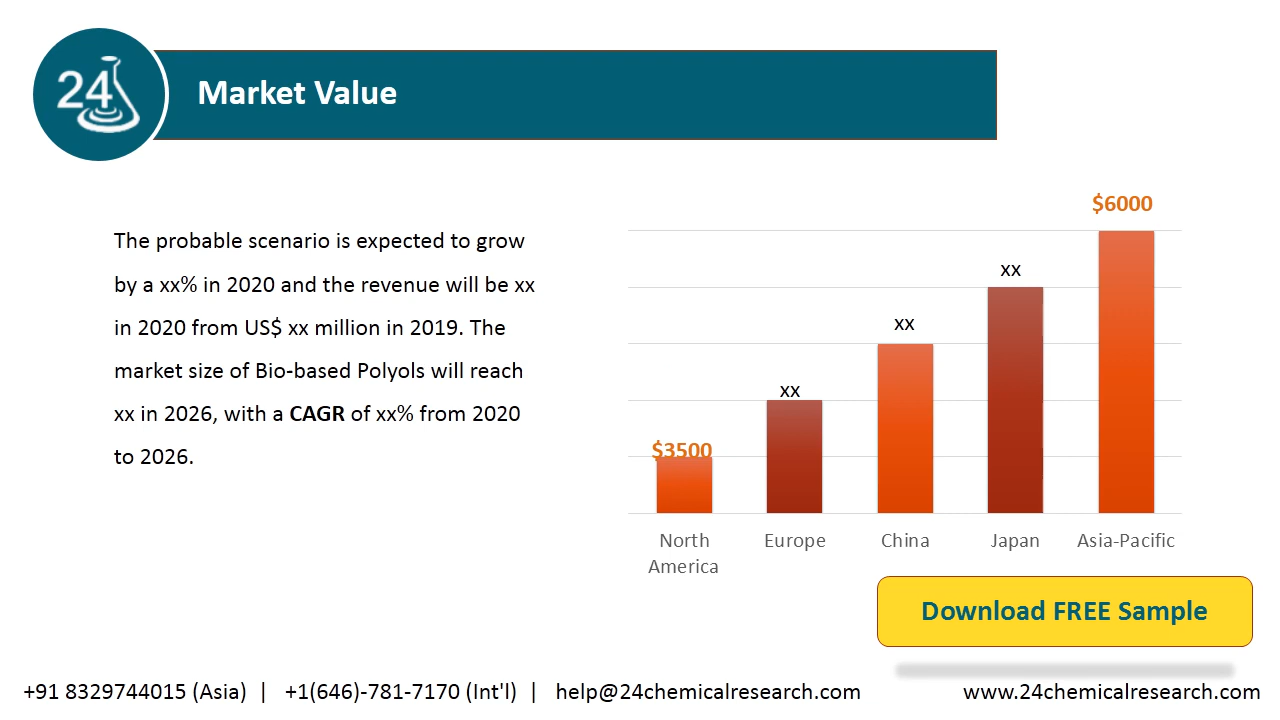 24
Market Value
The probable scenario is expected to grow
by a xx% in 2020 and the revenue will be xx
in 2020 from US$ xx million in 2019. The
market size of Bio-based Polyols will reach
xx in 2026, with a CAGR of xx% from 2020
to 2026.
$6000
xx
xx
xx
$3500
North
America
Europe
China
Japan
Asia-Pacific
Download FREE Sample
+91 8329744015 (Asia) | +1(646)-781-7170 (Int'l) | help@24chemicalresearch.com
www.24chemicalresearch.com